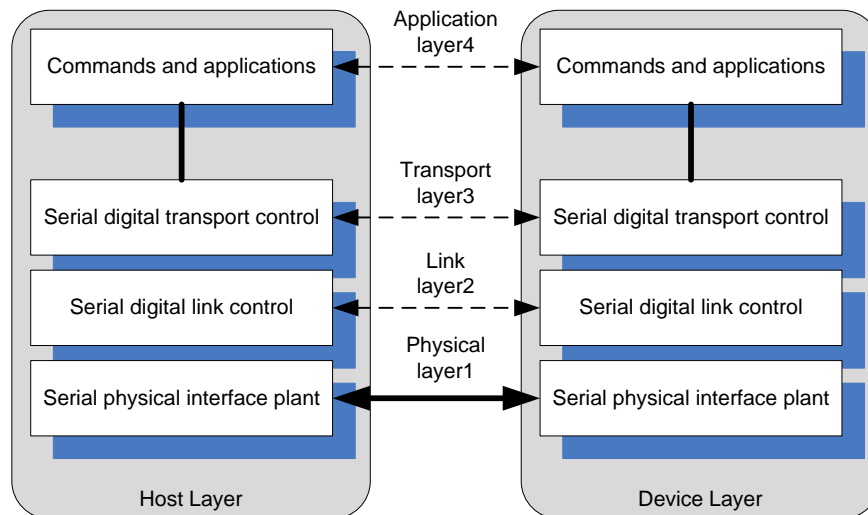 Application
layer4
Commands and applications
Commands and applications
Transport
layer3
Serial digital transport control
Serial digital transport control
Link
layer2
Serial digital link control
Serial digital link control
Physical
layer1
Serial physical interface plant
Serial physical interface plant
Host Layer
Device Layer